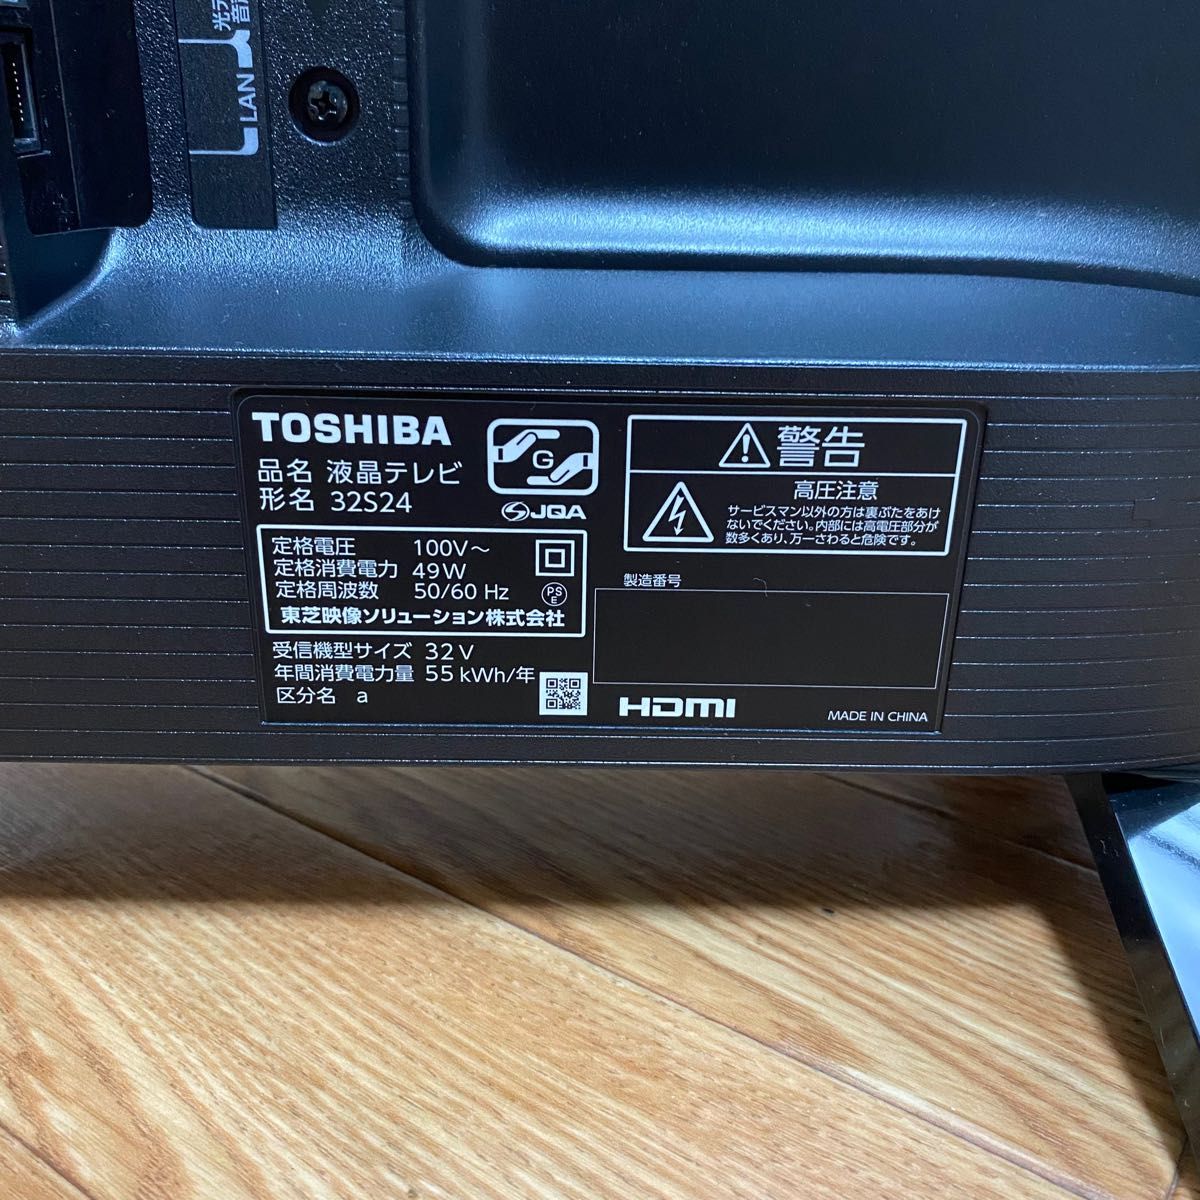 LAN
TOSHIBA
品名 液晶テレビ
形名 32S24
G
JQA
定格電圧 100V～
定格消費電力 49W
定格周波数 50/60 Hz
PS
E
東芝映像ソリューション株式会社
受信機型サイズ 32V
年間消費電力量 55kWh/年
区分名 a
警告
高圧注意
サービスマン以外の方は裏ぶたをあけ
ないでください。内部には高電圧部分が
数多くあり、万一さわると危険です。
製造番号
HDMI
MADE IN CHINA